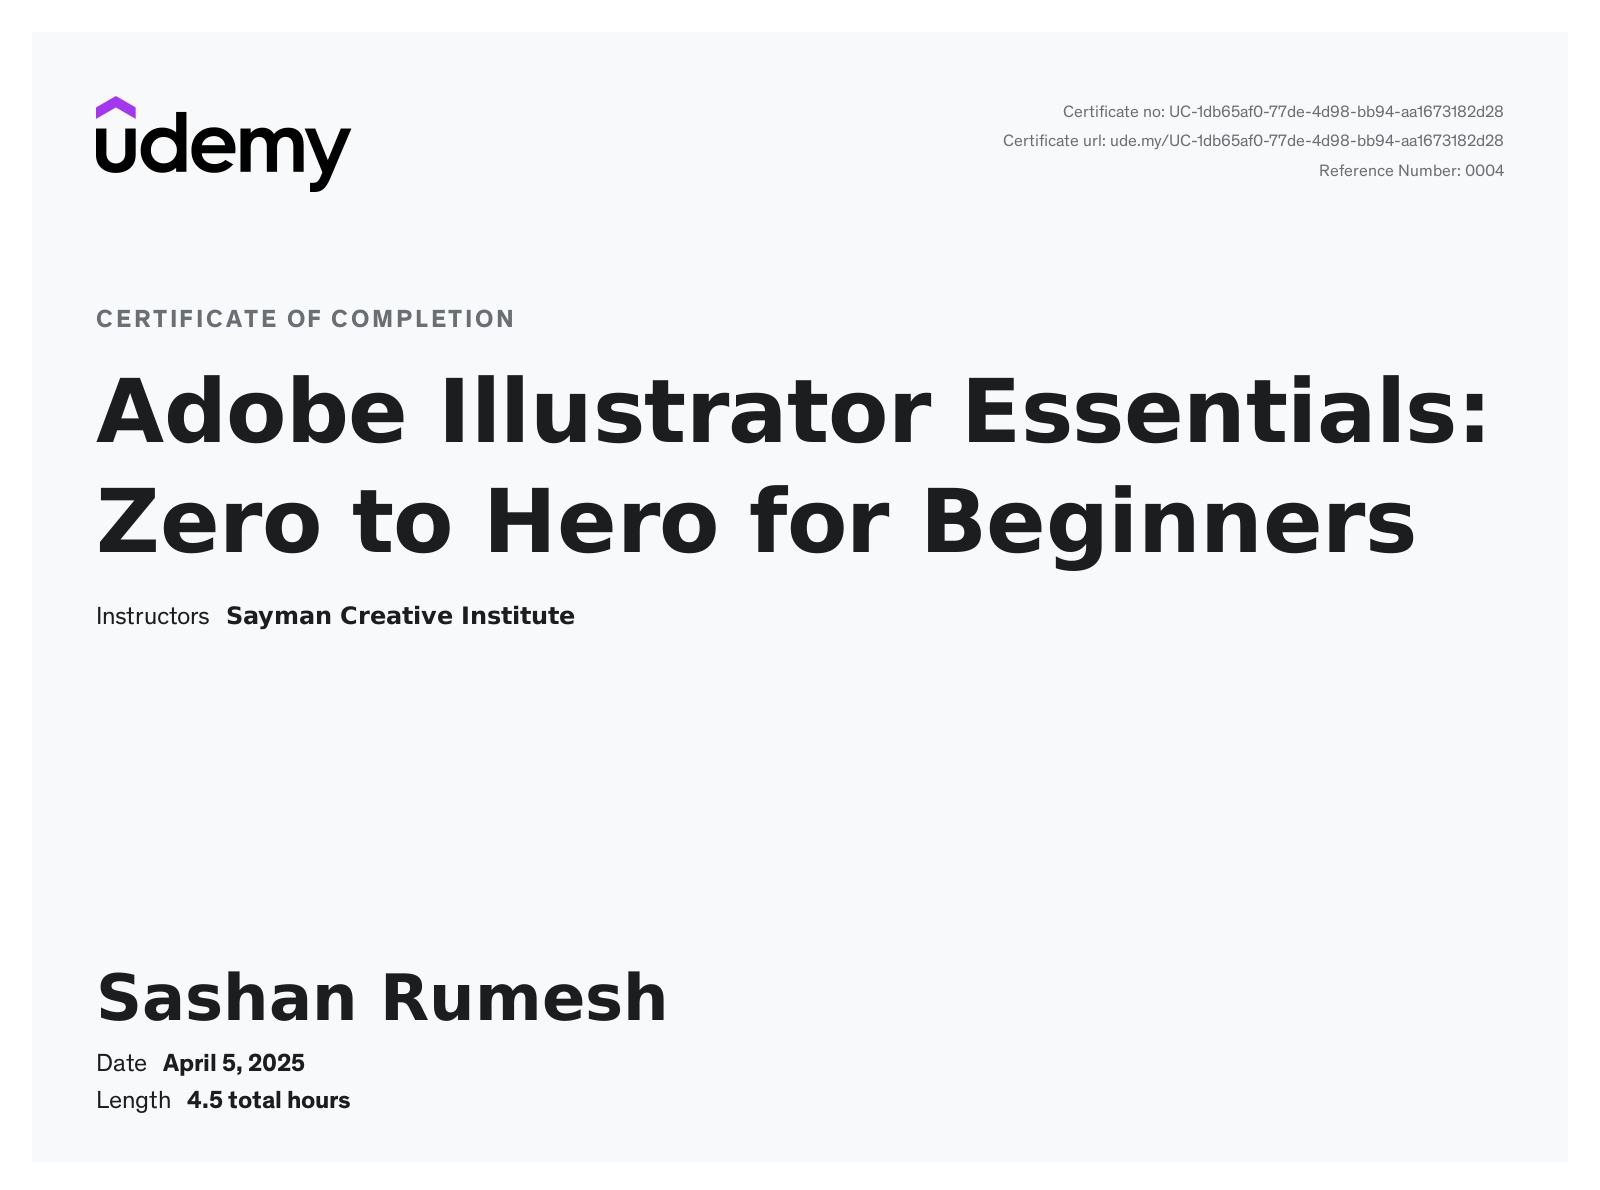 udemy
Certificate no: UC-1db65af0-77de-4d98-bb94-aa1673182d28
Certificate url: ude.my/UC-1db65af0-77de-4d98-bb94-aa1673182d28
Reference Number: 0004
CERTIFICATE OF COMPLETION
Adobe Illustrator Essentials:
Zero to Hero for Beginners
Instructors Sayman Creative Institute
Sashan Rumesh
Date April 5, 2025
Length 4.5 total hours